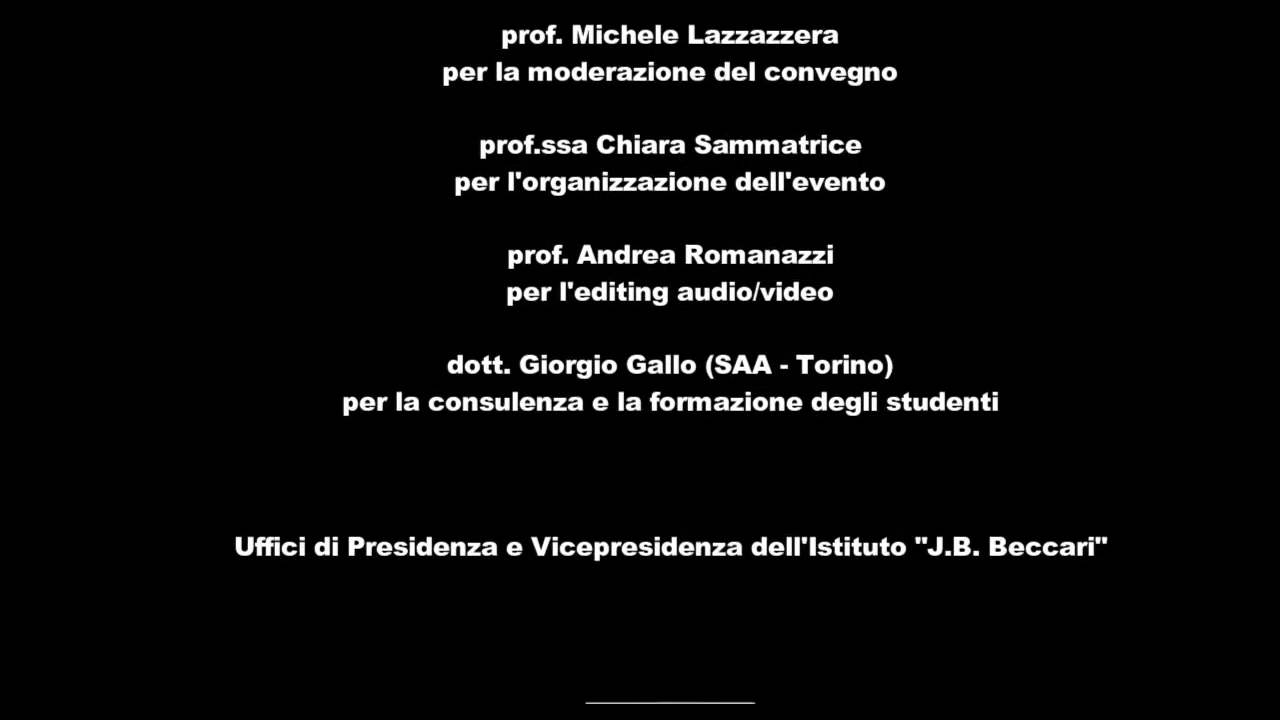 prof. Michele Lazzazzera
per la moderazione del convegno
prof.ssa Chiara Sammatrice
per l'organizzazione dell'evento
prof. Andrea Romanazzi
per l'editing audio/video
dott. Giorgio Gallo (SAA - Torino)
per la consulenza e la formazione degli studenti
Uffici di Presidenza e Vicepresidenza dell'Istituto "J.B. Beccari"